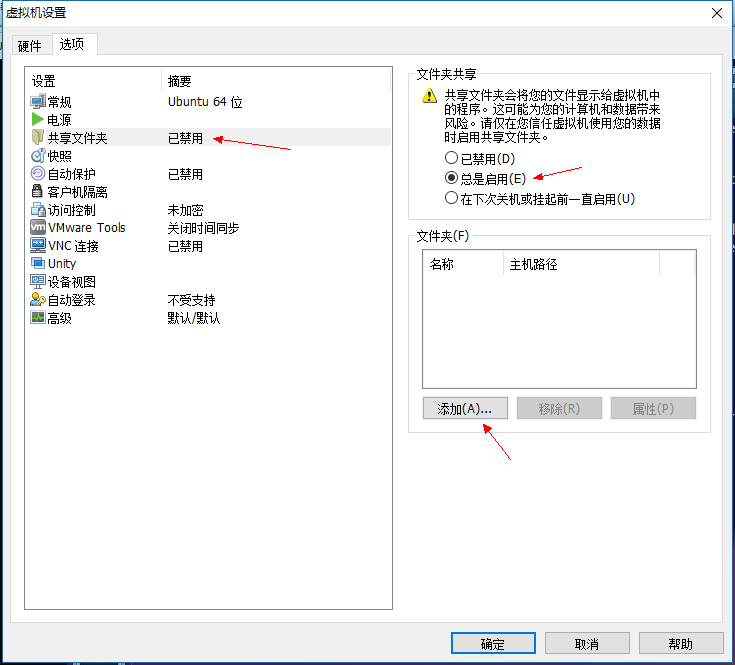 虚拟机设置
硬件 选项
设置 摘要
常规 Ubuntu 64 位
电源
共享文件夹 已禁用
快照
自动保护 已禁用
客户机隔离
访问控制 未加密
VMware Tools 关闭时间同步
VNC 连接 已禁用
Unity
设备视图
自动登录 不受支持
高级 默认/默认
文件夹共享
共享文件夹会将您的文件显示给虚拟机中
的程序。这可能为您的计算机和数据带来
风险。请仅在您信任虚拟机使用您的数据
时启用共享文件夹。
已禁用(D)
总是启用(E)
在下次关机或挂起前一直启用(U)
文件夹(F)
名称 主机路径
添加(A)... 移除(R) 属性(P)
确定 取消 帮助